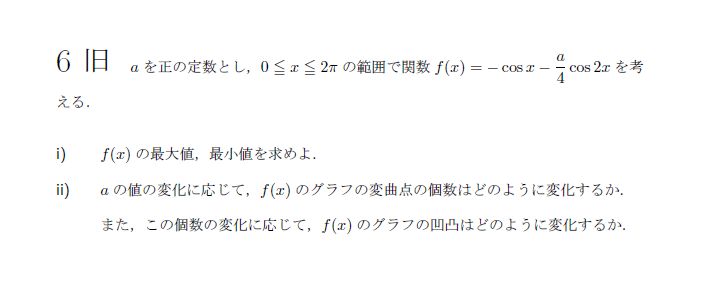 6 旧 a を正の定数とし，0 ≦ x ≦ 2π の範囲で関数 f(x) = − cos x − a/4 cos 2x を考
える．
i) f(x) の最大値，最小値を求めよ．
ii) a の値の変化に応じて，f(x) のグラフの変曲点の個数はどのように変化するか．
また，この個数の変化に応じて，f(x) のグラフの凹凸はどのように変化するか．